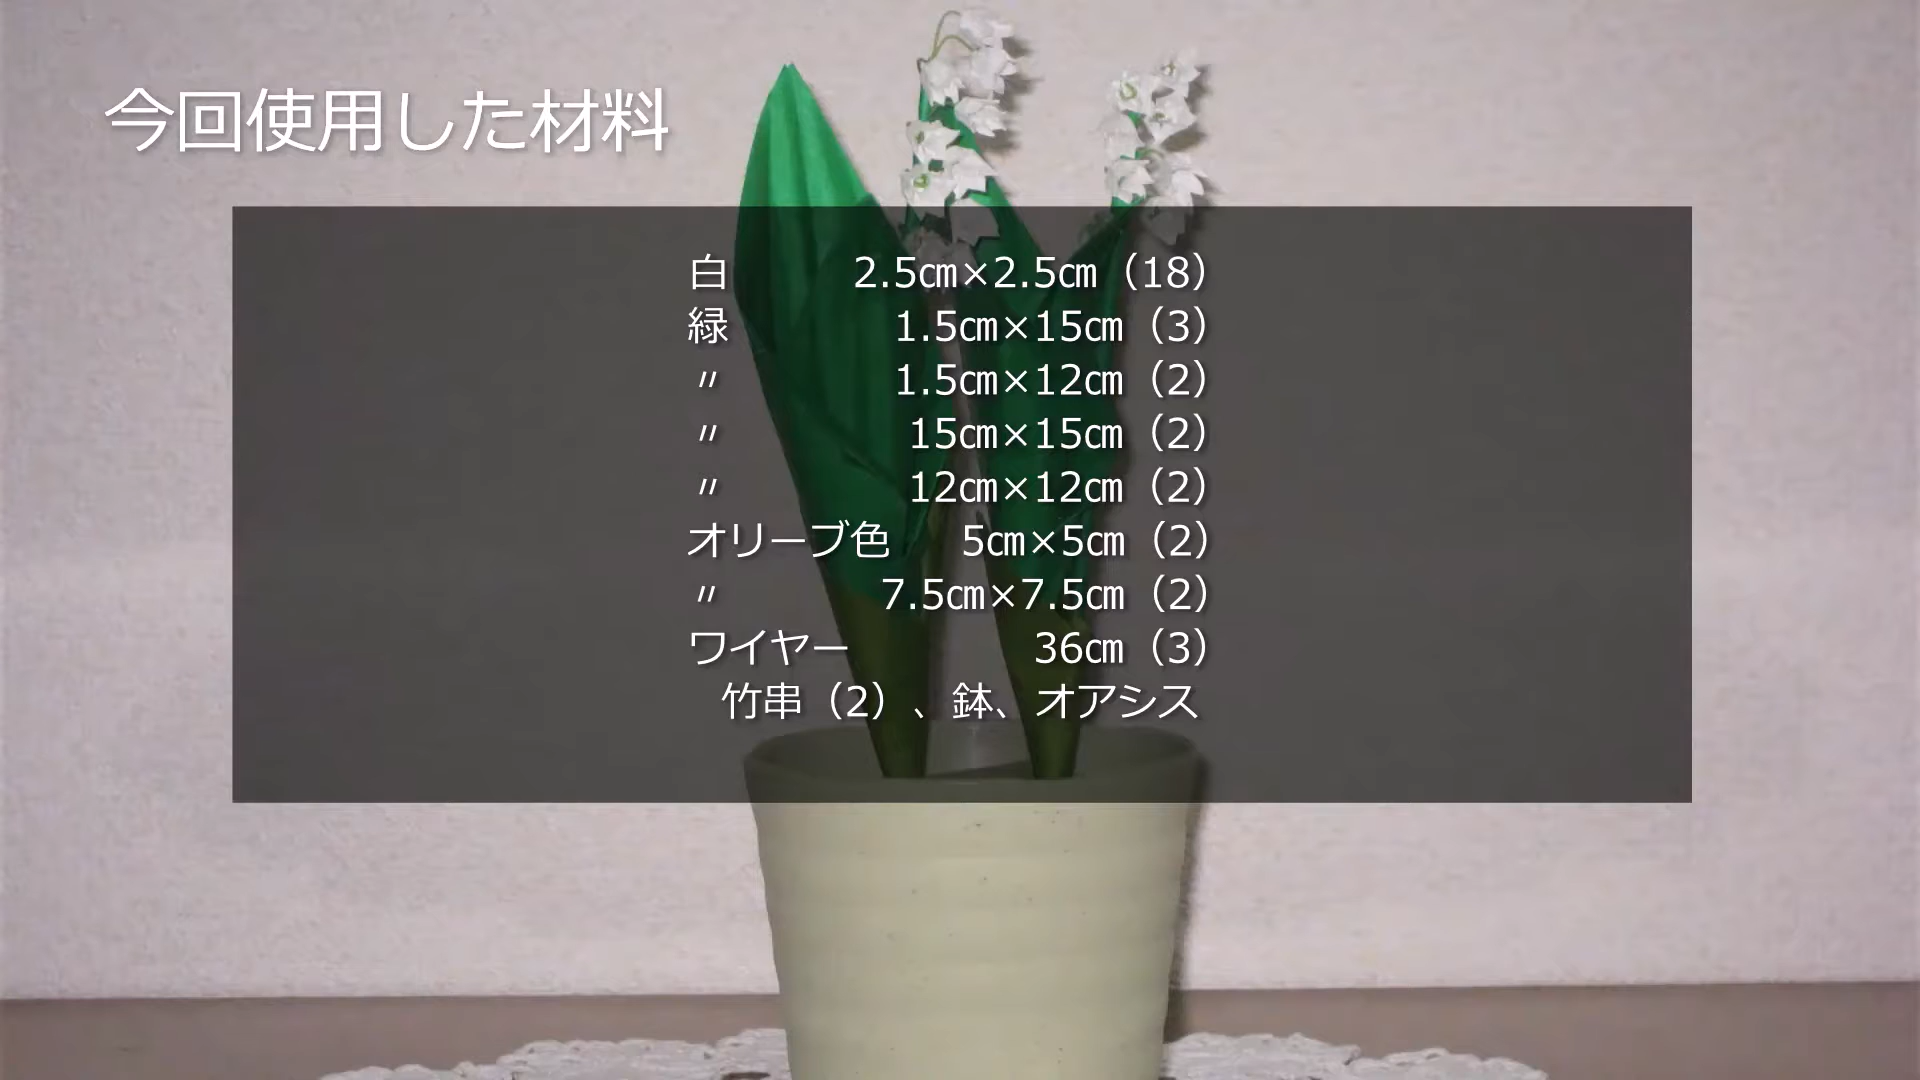 今回使用した材料
白 2.5㎝×2.5㎝（18）
緑 1.5㎝×15㎝（3）
〃 1.5㎝×12㎝（2）
〃 15㎝×15㎝（2）
〃 12㎝×12㎝（2）
オリーブ色 5㎝×5㎝（2）
〃 7.5㎝×7.5㎝（2）
ワイヤー 36㎝（3）
竹串（2）、鉢、オアシス